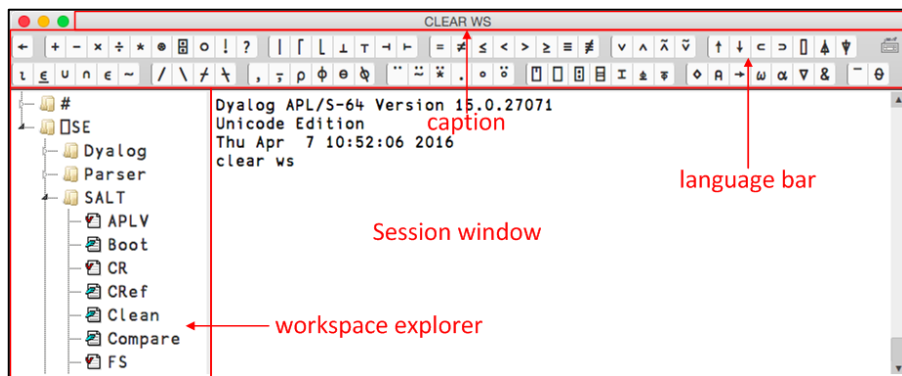 CLEAR WS
← + - × ÷ * ⍟ ⌹ ○ ! ? | ⌈ ⌊ ⊥ ⊤ ⊣ ⊢ = ≠ ≤ < > ≥ ≡ ≢ ∨ ∧ ⍲ ⍱ ↑ ↓ ⊂ ⊃ ⌷ ⍋ ⍒
⍳ ⍷ ∪ ∩ ∊ ~ / \ ⌿ ⍀ , ⍪ ⍴ ⌽ ⊖ ⍉ ¨ ⍨ ⍣ . ∘ ⍤ ⍞ ⎕ ⍠ ⌸ ⌶ ⍎ ⍕ ⋄ ⍝ → ⍵ ⍺ ∇ & ¯ ⍬
#
⎕SE
Dyalog
Parser
SALT
APLV
Boot
CR
CRef
Clean
Compare
FS
Dyalog APL/S-64 Version 15.0.27071
Unicode Edition
Thu Apr  7 10:52:06 2016
clear ws
caption
language bar
Session window
workspace explorer